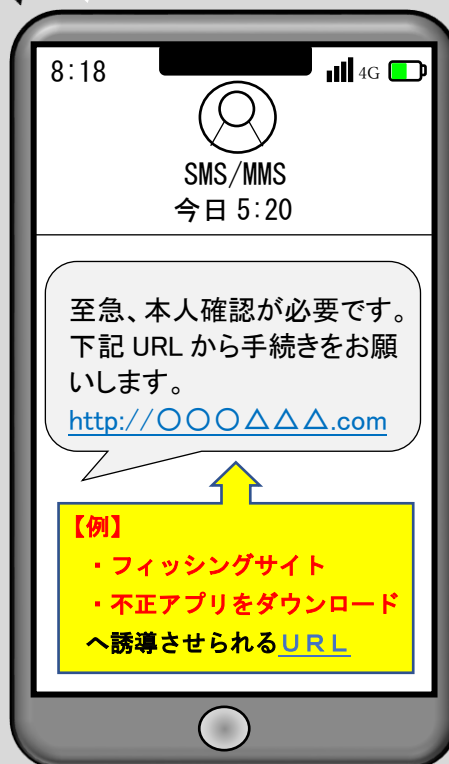 8:18 4G
SMS/MMS
今日 5:20
至急、本人確認が必要です。
下記 URL から手続きをお願
いします。
http://〇〇〇△△△.com
【例】
・フィッシングサイト
・不正アプリをダウンロード
へ誘導させられるＵＲＬ